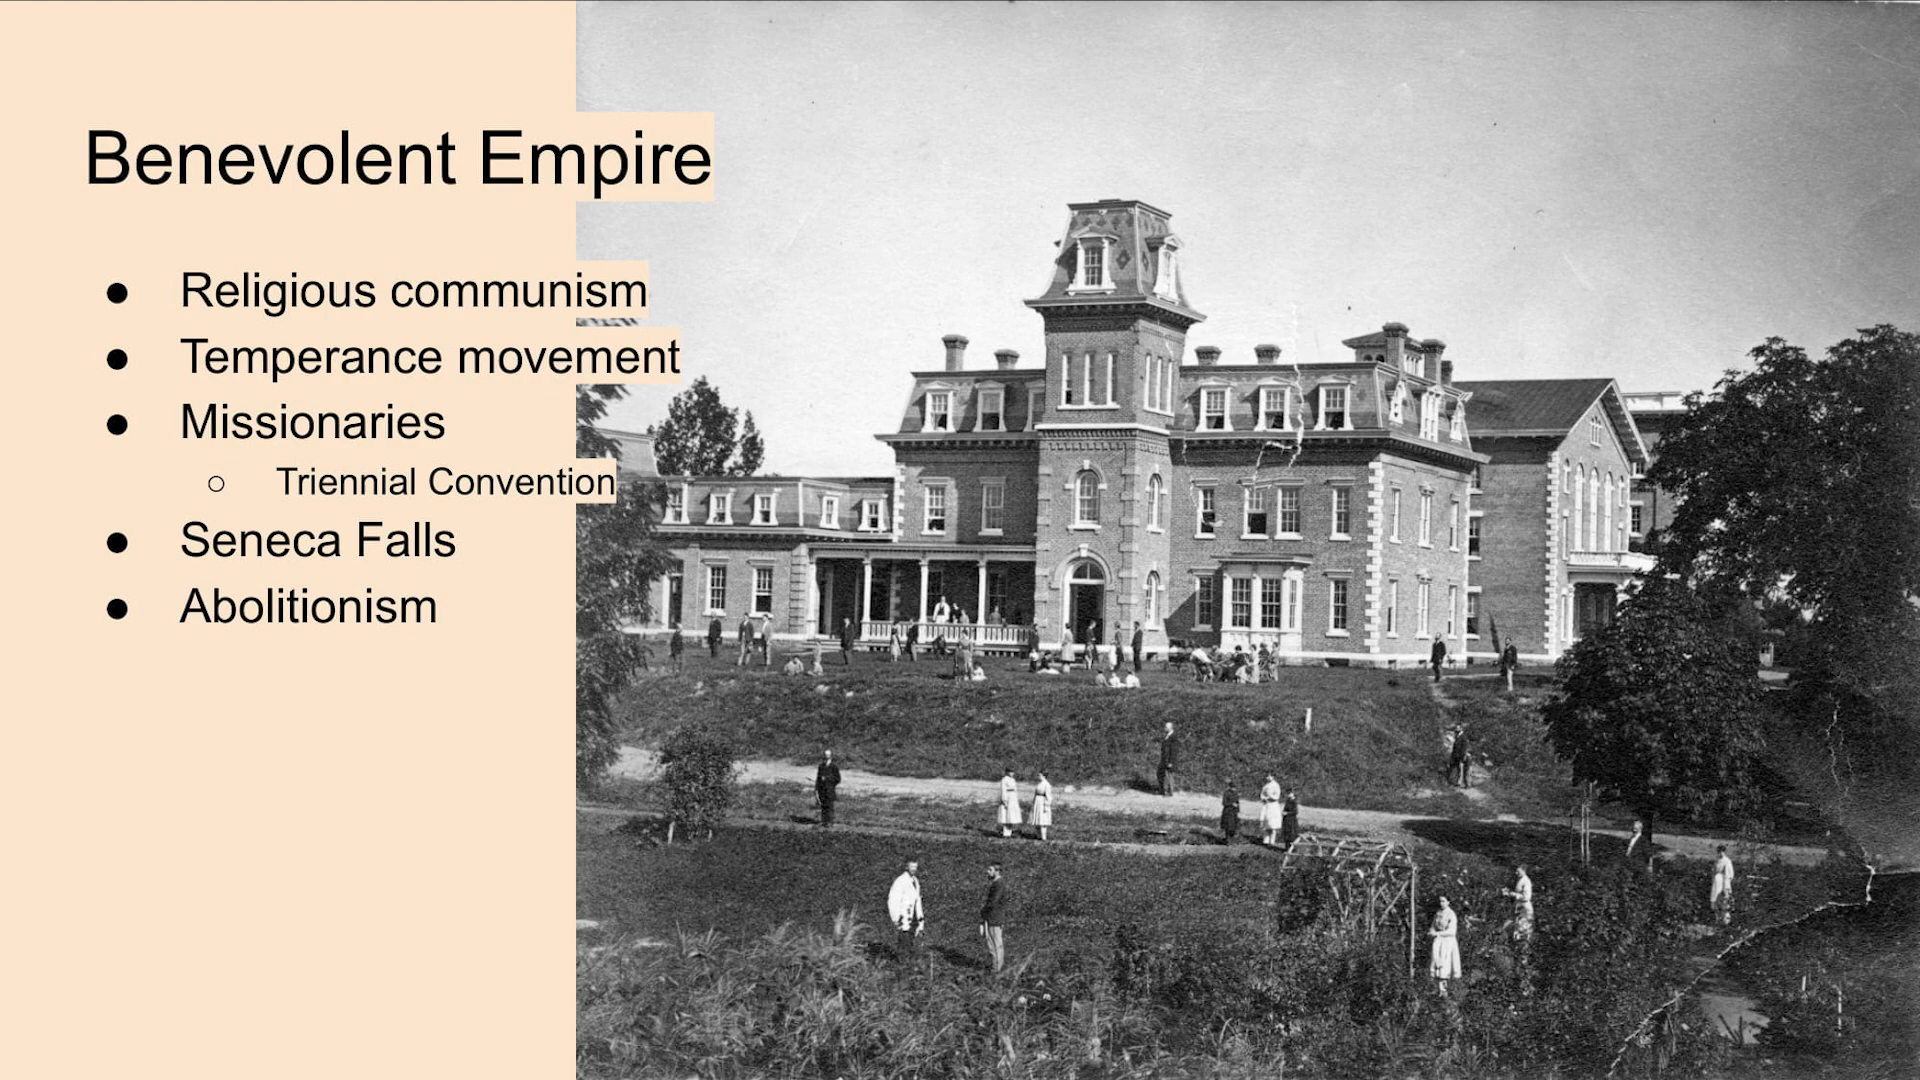 Benevolent Empire
● Religious communism
● Temperance movement
● Missionaries
○ Triennial Convention
● Seneca Falls
● Abolitionism